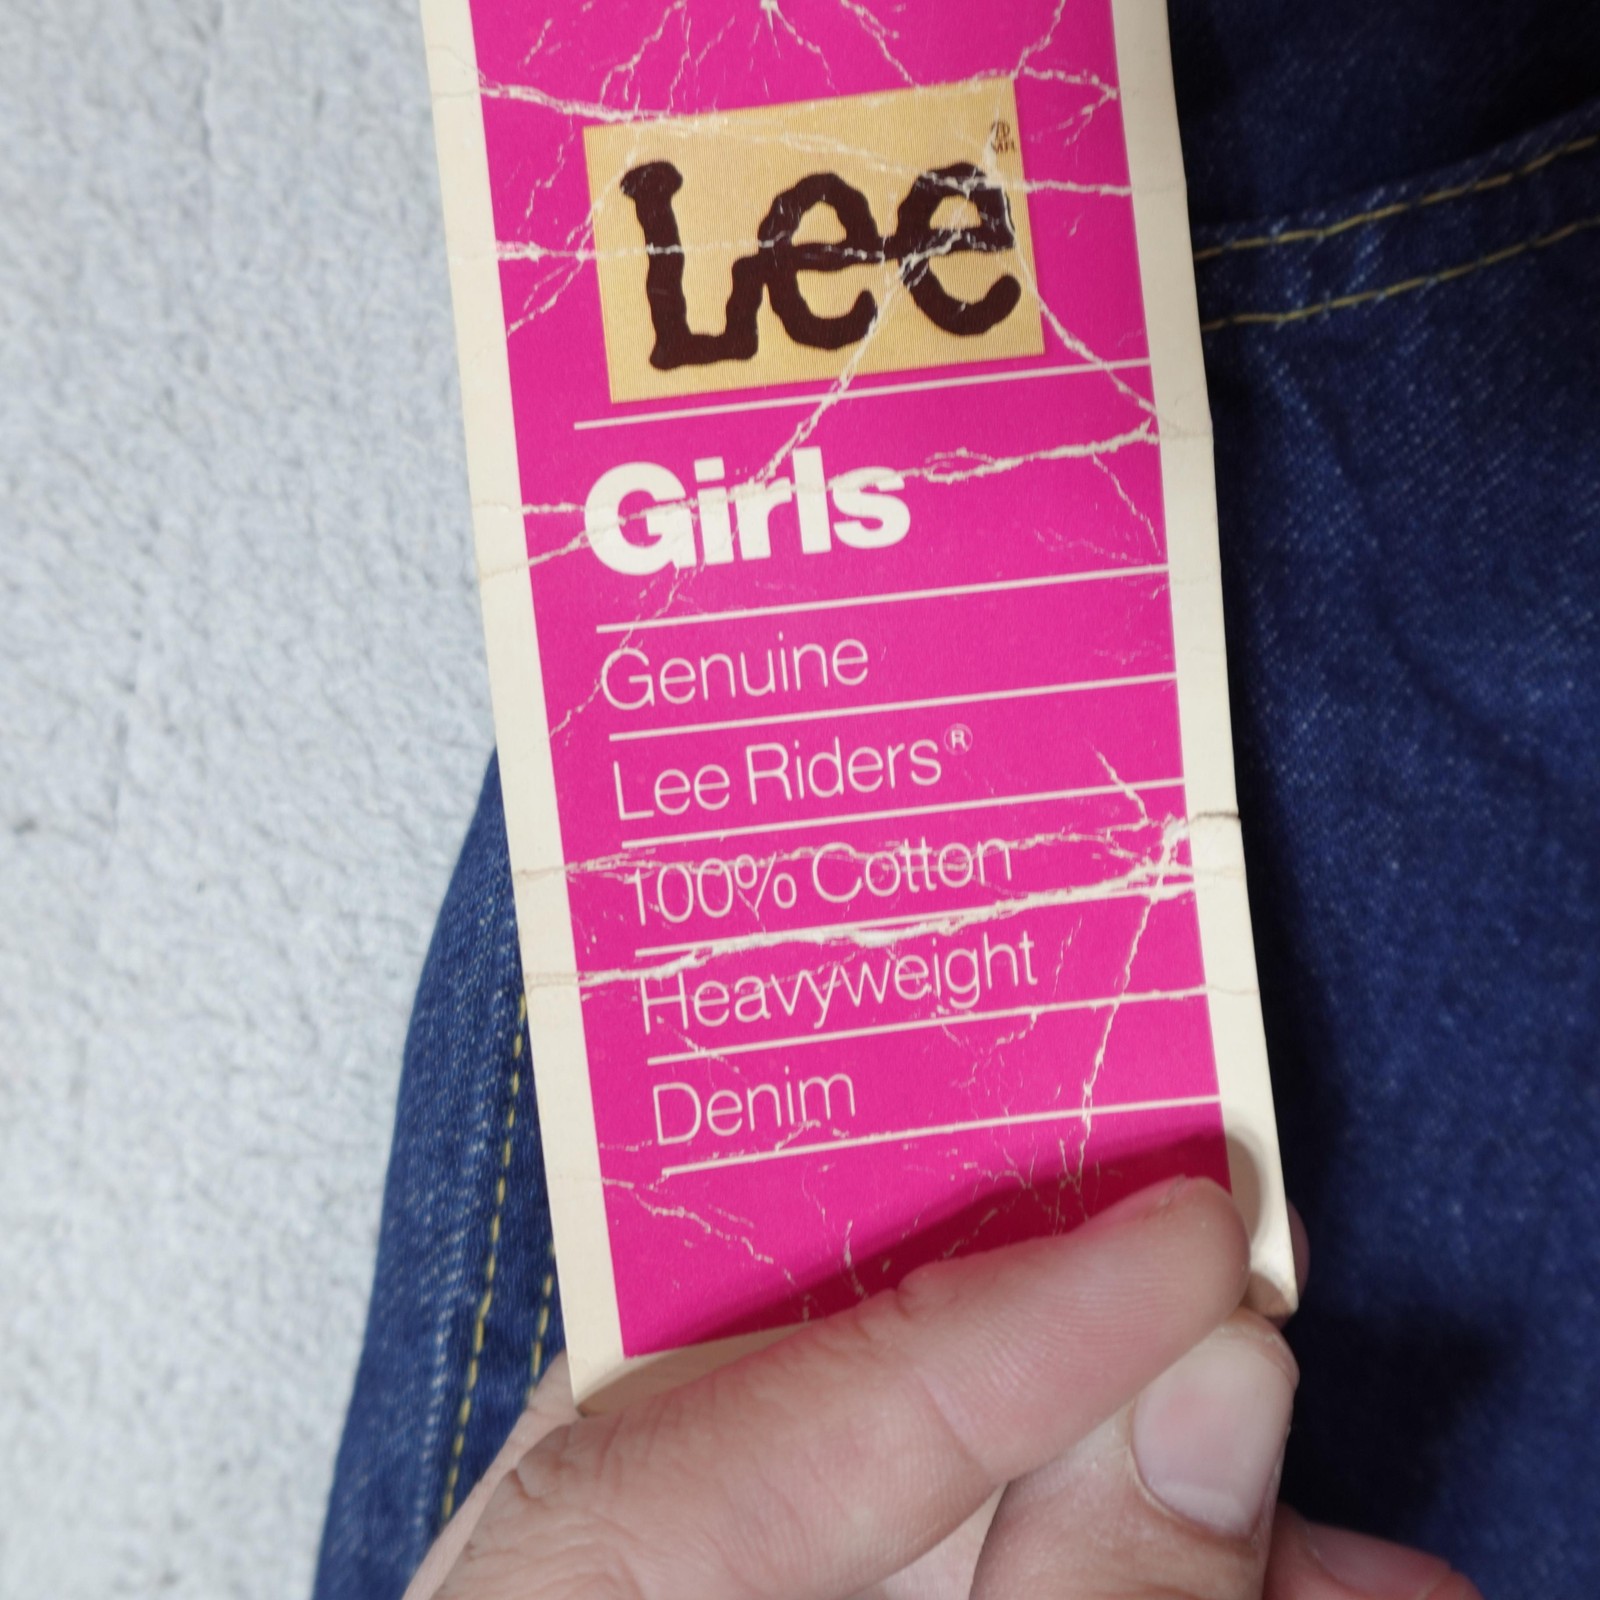 Lee
Girls
Genuine
Lee Riders®
100% Cotton
Heavyweight
Denim